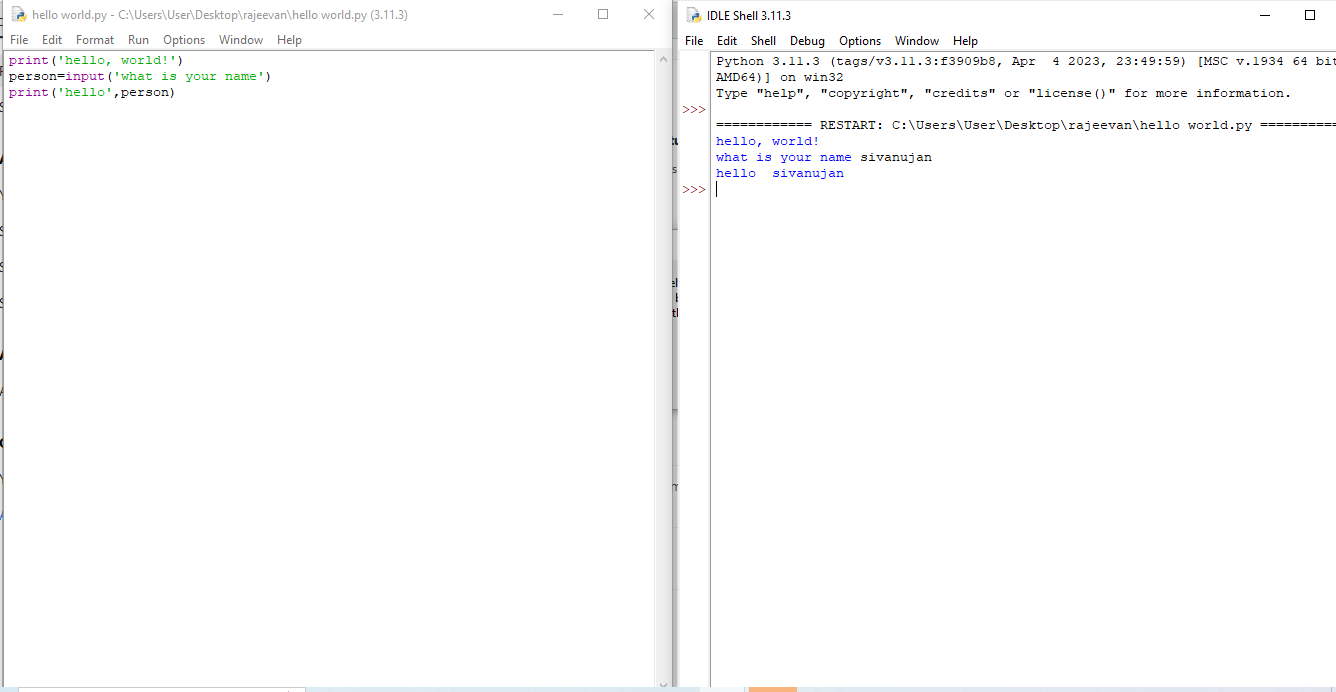 hello world.py - C:\Users\User\Desktop\rajeevan\hello world.py (3.11.3)
File Edit Format Run Options Window Help
print('hello, world!')
person=input('what is your name')
print('hello',person)
IDLE Shell 3.11.3
File Edit Shell Debug Options Window Help
Python 3.11.3 (tags/v3.11.3:f3909b8, Apr  4 2023, 23:49:59) [MSC v.1934 64 bit
AMD64)] on win32
Type "help", "copyright", "credits" or "license()" for more information.
>>>
============ RESTART: C:\Users\User\Desktop\rajeevan\hello world.py ==========
hello, world!
what is your name sivanujan
hello  sivanujan
>>>